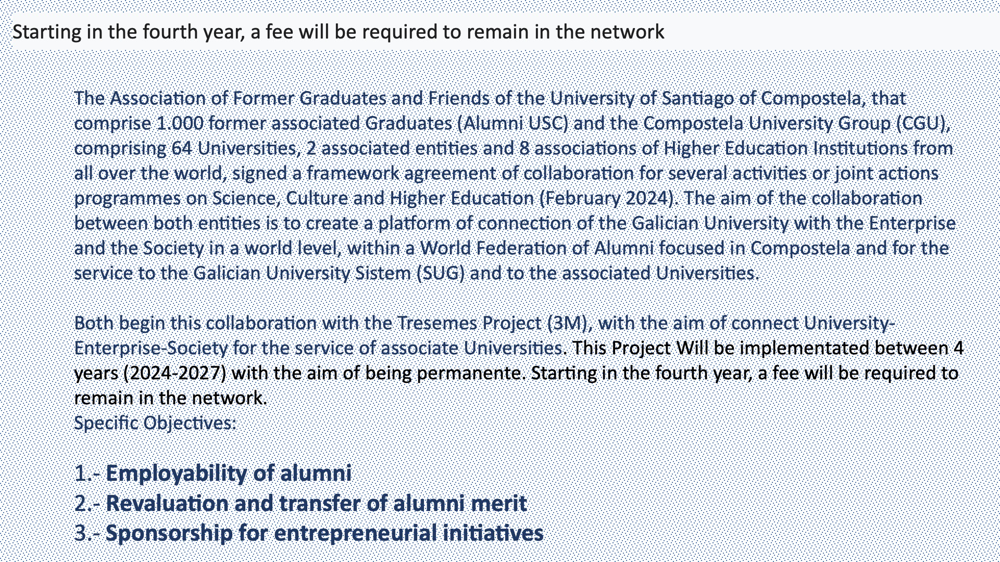 Starting in the fourth year, a fee will be required to remain in the network
The Association of Former Graduates and Friends of the University of Santiago of Compostela, that
comprise 1.000 former associated Graduates (Alumni USC) and the Compostela University Group (CGU),
comprising 64 Universities, 2 associated entities and 8 associations of Higher Education Institutions from
all over the world, signed a framework agreement of collaboration for several activities or joint actions
programmes on Science, Culture and Higher Education (February 2024). The aim of the collaboration
between both entities is to create a platform of connection of the Galician University with the Enterprise
and the Society in a world level, within a World Federation of Alumni focused in Compostela and for the
service to the Galician University Sistem (SUG) and to the associated Universities.
Both begin this collaboration with the Tresemes Project (3M), with the aim of connect University-
Enterprise-Society for the service of associate Universities. This Project Will be implementated between 4
years (2024-2027) with the aim of being permanente. Starting in the fourth year, a fee will be required to
remain in the network.
Specific Objectives:
1.- Employability of alumni
2.- Revaluation and transfer of alumni merit
3.- Sponsorship for entrepreneurial initiatives